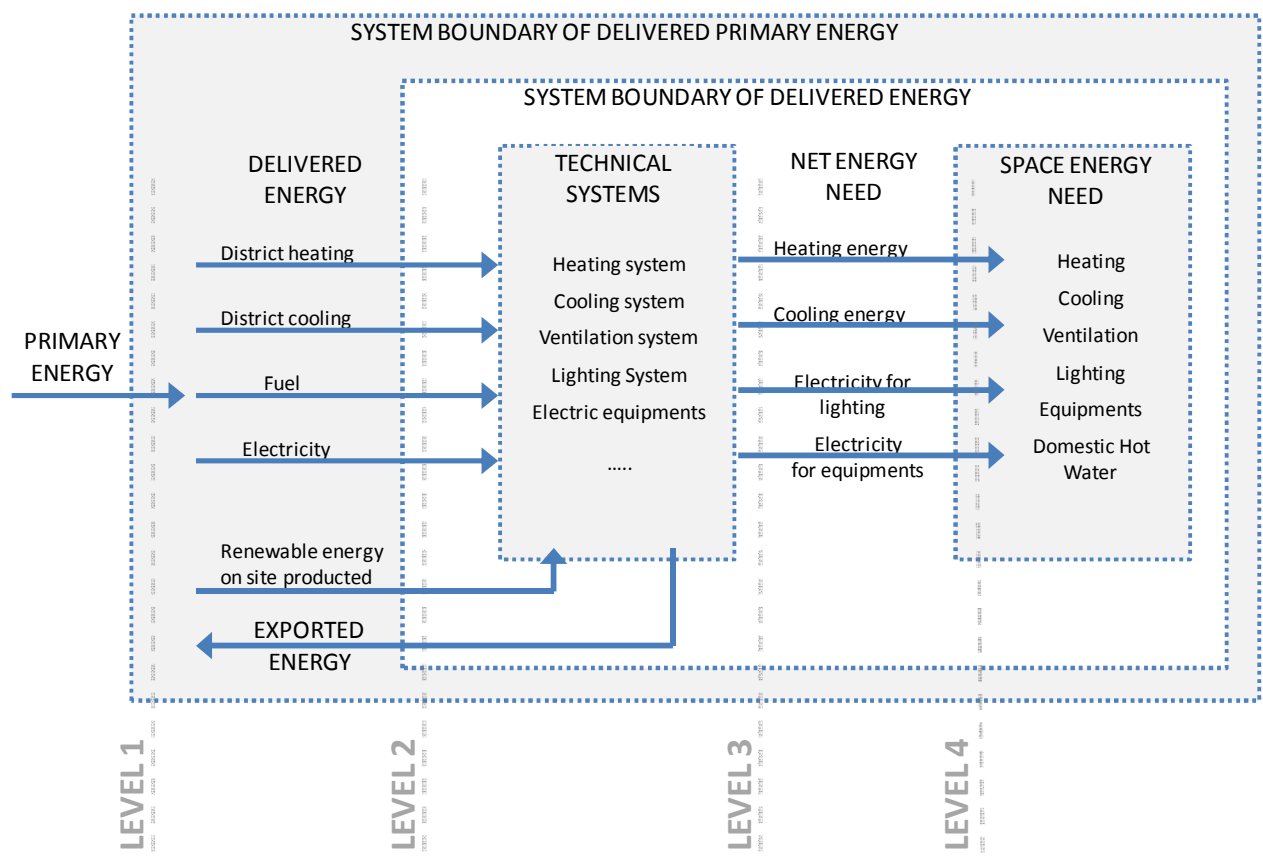 SYSTEM BOUNDARY OF DELIVERED PRIMARY ENERGY
SYSTEM BOUNDARY OF DELIVERED ENERGY
PRIMARY
ENERGY
DELIVERED
ENERGY
District heating
District cooling
Fuel
Electricity
Renewable energy
on site producted
EXPORTED
ENERGY
TECHNICAL
SYSTEMS
Heating system
Cooling system
Ventilation system
Lighting System
Electric equipments
.....
NET ENERGY
NEED
Heating energy
Cooling energy
Electricity for
lighting
Electricity
for equipments
SPACE ENERGY
NEED
Heating
Cooling
Ventilation
Lighting
Equipments
Domestic Hot
Water
LEVEL 1
LEVEL 2
LEVEL 3
LEVEL 4